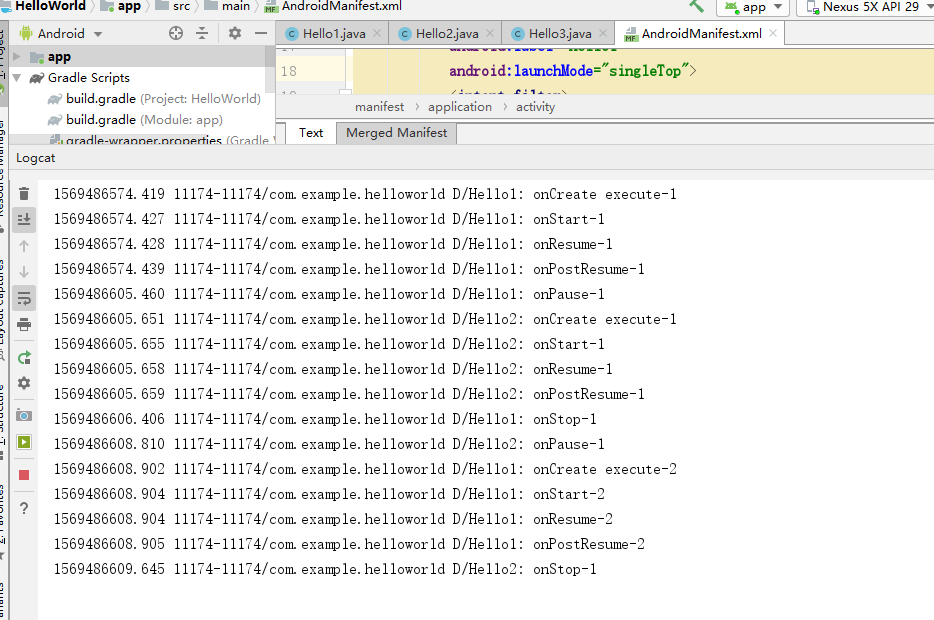 HelloWorld app src main AndroidManifest.xml app Nexus 5X API 29
Android Hello1.java Hello2.java Hello3.java AndroidManifest.xml
app
18 android:launchMode="singleTop">
Gradle Scripts
build.gradle (Project: HelloWorld) manifest application activity
build.gradle (Module: app)
Text Merged Manifest
gradle-wrapper.properties (Gradle
Logcat
1569486574.419 11174-11174/com.example.helloworld D/Hello1: onCreate execute-1
1569486574.427 11174-11174/com.example.helloworld D/Hello1: onStart-1
1569486574.428 11174-11174/com.example.helloworld D/Hello1: onResume-1
1569486574.439 11174-11174/com.example.helloworld D/Hello1: onPostResume-1
1569486605.460 11174-11174/com.example.helloworld D/Hello1: onPause-1
1569486605.651 11174-11174/com.example.helloworld D/Hello2: onCreate execute-1
1569486605.655 11174-11174/com.example.helloworld D/Hello2: onStart-1
1569486605.658 11174-11174/com.example.helloworld D/Hello2: onResume-1
1569486605.659 11174-11174/com.example.helloworld D/Hello2: onPostResume-1
1569486606.406 11174-11174/com.example.helloworld D/Hello1: onStop-1
1569486608.810 11174-11174/com.example.helloworld D/Hello2: onPause-1
1569486608.902 11174-11174/com.example.helloworld D/Hello1: onCreate execute-2
1569486608.904 11174-11174/com.example.helloworld D/Hello1: onStart-2
1569486608.904 11174-11174/com.example.helloworld D/Hello1: onResume-2
1569486608.905 11174-11174/com.example.helloworld D/Hello1: onPostResume-2
1569486609.645 11174-11174/com.example.helloworld D/Hello2: onStop-1